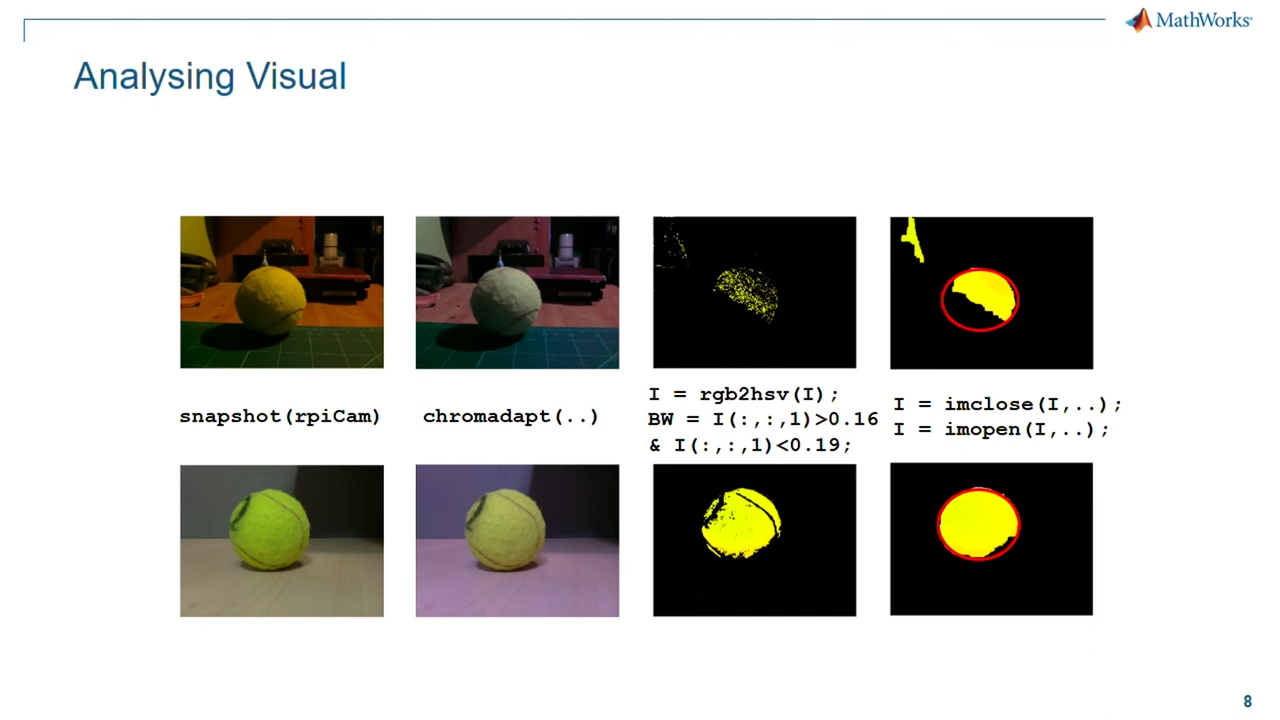 MathWorks
Analysing Visual
snapshot(rpiCam)
chromadapt(..)
I = rgb2hsv(I);
BW = I(:,:,1)>0.16
& I(:,:,1)<0.19;
I = imclose(I,..);
I = imopen(I,..);
8